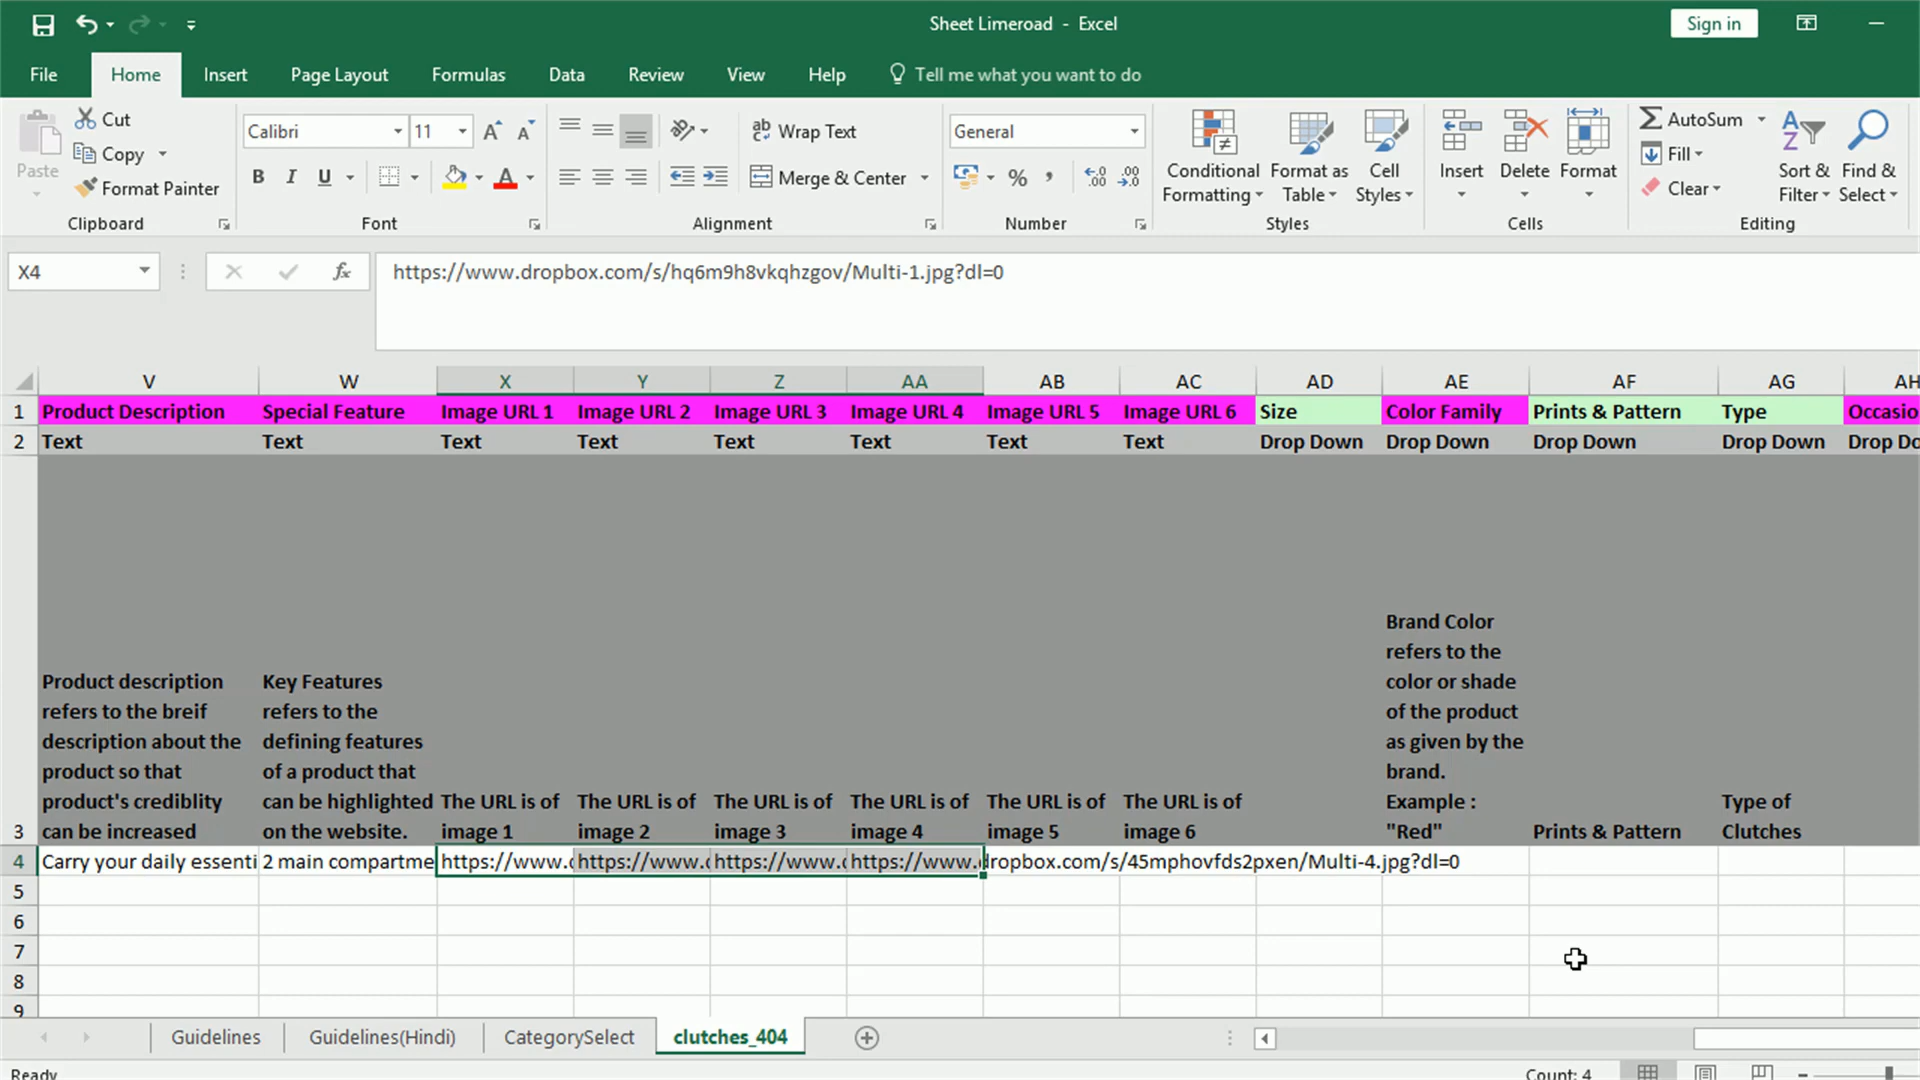 Sheet Limeroad - Excel
Sign in
File Home Insert Page Layout Formulas Data Review View Help Tell me what you want to do
Paste
Cut
Copy
Format Painter
Clipboard
Calibri 11
B I U
Font
Wrap Text
Merge & Center
Alignment
General
Number
Conditional Formatting
Format as Table
Cell Styles
Styles
Insert Delete Format
Cells
AutoSum
Fill
Clear
Sort & Filter
Find & Select
Editing
X4 fx https://www.dropbox.com/s/hq6m9h8vkqhzgov/Multi-1.jpg?dl=0
V W X Y Z AA AB AC AD AE AF AG AH
1 Product Description Special Feature Image URL 1 Image URL 2 Image URL 3 Image URL 4 Image URL 5 Image URL 6 Size Color Family Prints & Pattern Type Occasio
2 Text Text Text Text Text Text Text Text Drop Down Drop Down Drop Down Drop Down Drop Do
3
Product description
refers to the breif
description about the
product so that
product's crediblity
can be increased
Key Features
refers to the
defining features
of a product that
can be highlighted
on the website.
The URL is of
image 1
The URL is of
image 2
The URL is of
image 3
The URL is of
image 4
The URL is of
image 5
The URL is of
image 6
Brand Color
refers to the
color or shade
of the product
as given by the
brand.
Example :
"Red"
Prints & Pattern
Type of
Clutches
4 Carry your daily essenti 2 main compartme https://www. https://www. https://www. https://www.dropbox.com/s/45mphovfds2pxen/Multi-4.jpg?dl=0
5
6
7
8
9
Guidelines Guidelines(Hindi) CategorySelect clutches_404
Ready Count: 4